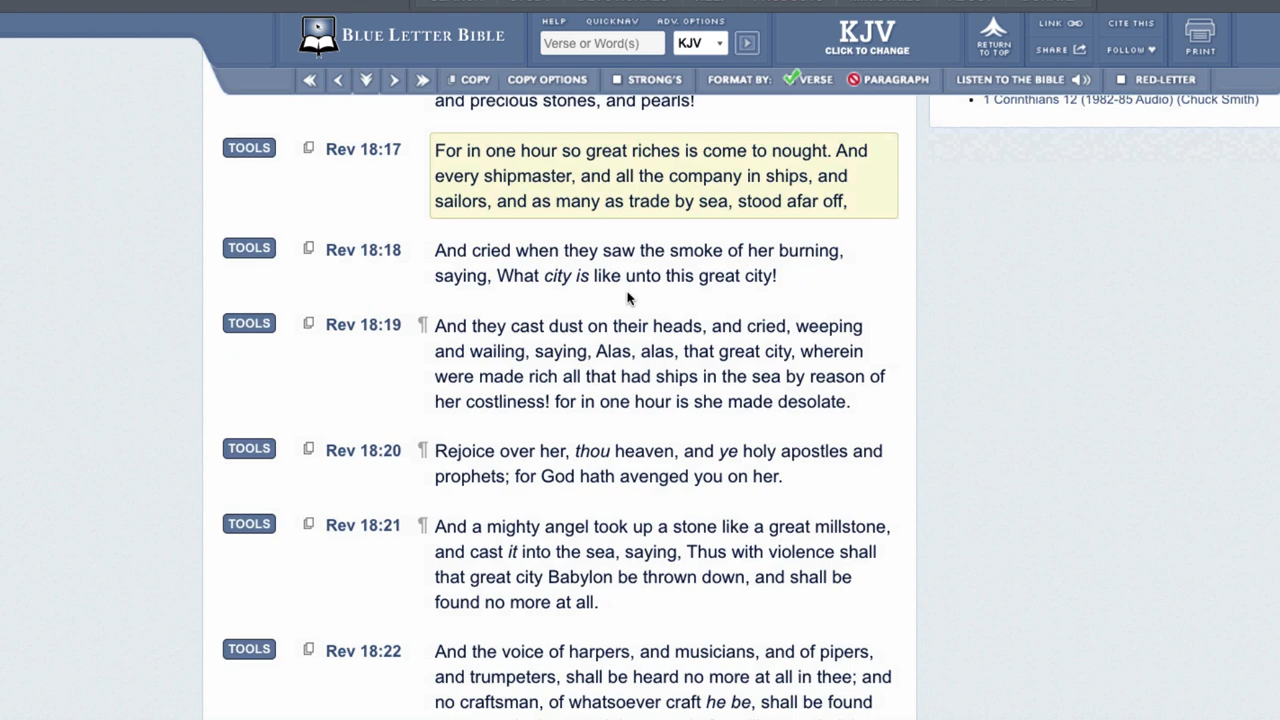 HELP QUICKNAV ADV. OPTIONS
BLUE LETTER BIBLE
Verse or Word(s) KJV
KJV
CLICK TO CHANGE
RETURN
TO TOP
LINK CITE THIS
SHARE FOLLOW
PRINT
COPY COPY OPTIONS STRONG'S FORMAT BY: VERSE PARAGRAPH LISTEN TO THE BIBLE RED-LETTER
and precious stones, and pearls!
1 Corinthians 12 (1982-85 Audio) (Chuck Smith)
TOOLS Rev 18:17 For in one hour so great riches is come to nought. And
every shipmaster, and all the company in ships, and
sailors, and as many as trade by sea, stood afar off,
TOOLS Rev 18:18 And cried when they saw the smoke of her burning,
saying, What city is like unto this great city!
TOOLS Rev 18:19 ¶ And they cast dust on their heads, and cried, weeping
and wailing, saying, Alas, alas, that great city, wherein
were made rich all that had ships in the sea by reason of
her costliness! for in one hour is she made desolate.
TOOLS Rev 18:20 ¶ Rejoice over her, thou heaven, and ye holy apostles and
prophets; for God hath avenged you on her.
TOOLS Rev 18:21 ¶ And a mighty angel took up a stone like a great millstone,
and cast it into the sea, saying, Thus with violence shall
that great city Babylon be thrown down, and shall be
found no more at all.
TOOLS Rev 18:22 And the voice of harpers, and musicians, and of pipers,
and trumpeters, shall be heard no more at all in thee; and
no craftsman, of whatsoever craft he be, shall be found